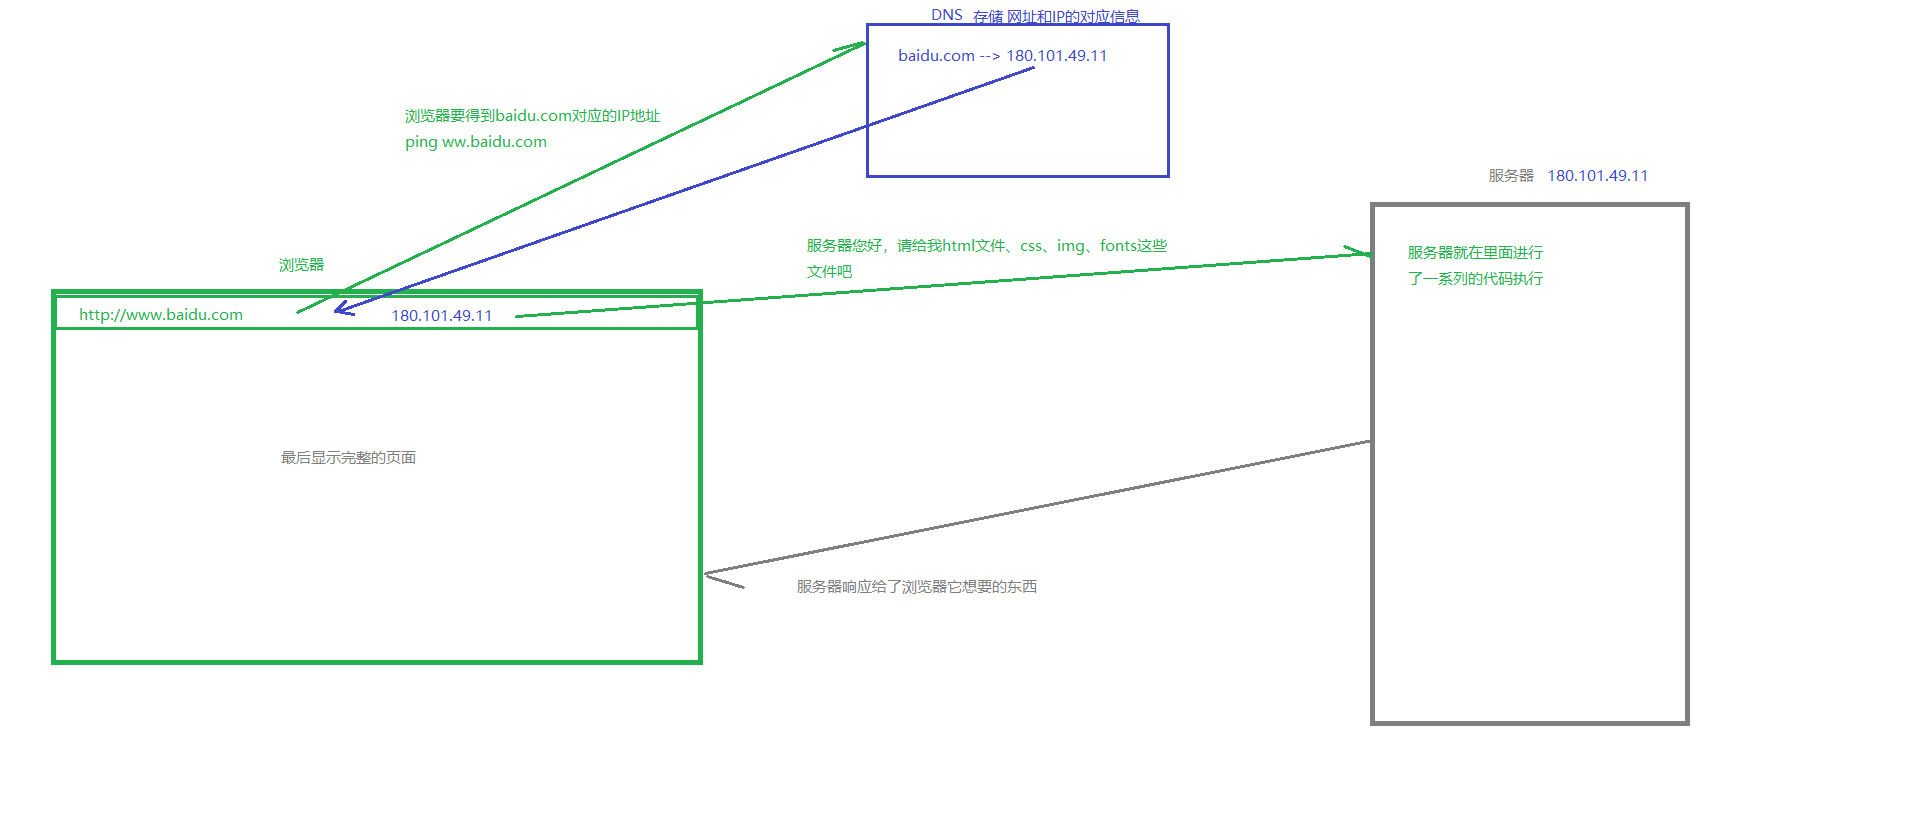 DNS 存储 网址和IP的对应信息
baidu.com --> 180.101.49.11
浏览器要得到baidu.com对应的IP地址
ping ww.baidu.com
服务器 180.101.49.11
服务器您好，请给我html文件、css、img、fonts这些
文件吧
服务器就在里面进行
了一系列的代码执行
浏览器
http://www.baidu.com
180.101.49.11
最后显示完整的页面
服务器响应给了浏览器它想要的东西